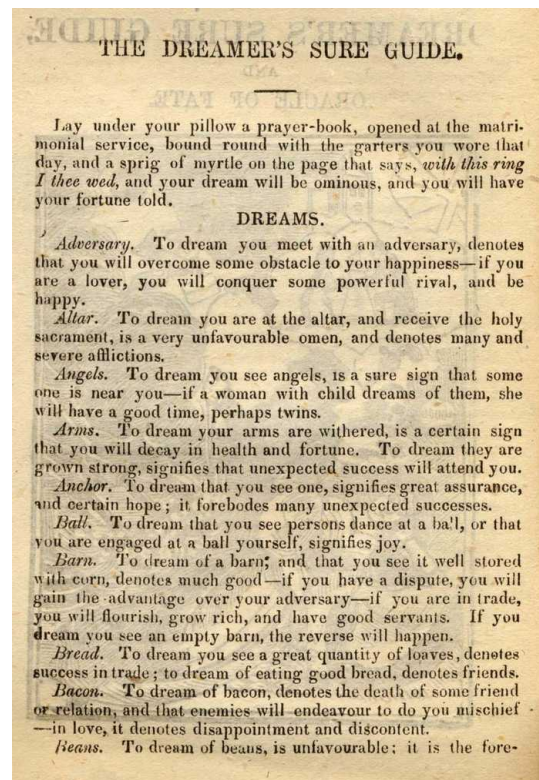 THE DREAMER'S SURE GUIDE.
Lay under your pillow a prayer-book, opened at the matri-
monial service, bound round with the garters you wore that
day, and a sprig of myrtle on the page that says, with this ring
I thee wed, and your dream will be ominous, and you will have
your fortune told.
DREAMS.
Adversary. To dream you meet with an adversary, denotes
that you will overcome some obstacle to your happiness—if you
are a lover, you will conquer some powerful rival, and be
happy.
Altar. To dream you are at the altar, and receive the holy
sacrament, is a very unfavourable omen, and denotes many and
severe afflictions.
Angels. To dream you see angels, is a sure sign that some
one is near you—if a woman with child dreams of them, she
will have a good time, perhaps twins.
Arms. To dream your arms are withered, is a certain sign
that you will decay in health and fortune. To dream they are
grown strong, signifies that unexpected success will attend you.
Anchor. To dream that you see one, signifies great assurance,
and certain hope; it forebodes many unexpected successes.
Ball. To dream that you see persons dance at a ball, or that
you are engaged at a ball yourself, signifies joy.
Barn. To dream of a barn; and that you see it well stored
with corn, denotes much good—if you have a dispute, you will
gain the advantage over your adversary—if you are in trade,
you will flourish, grow rich, and have good servants. If you
dream you see an empty barn, the reverse will happen.
Bread. To dream you see a great quantity of loaves, denotes
success in trade; to dream of eating good bread, denotes friends.
Bacon. To dream of bacon, denotes the death of some friend
or relation, and that enemies will endeavour to do you mischief
—in love, it denotes disappointment and discontent.
Beans. To dream of beans, is unfavourable; it is the fore-